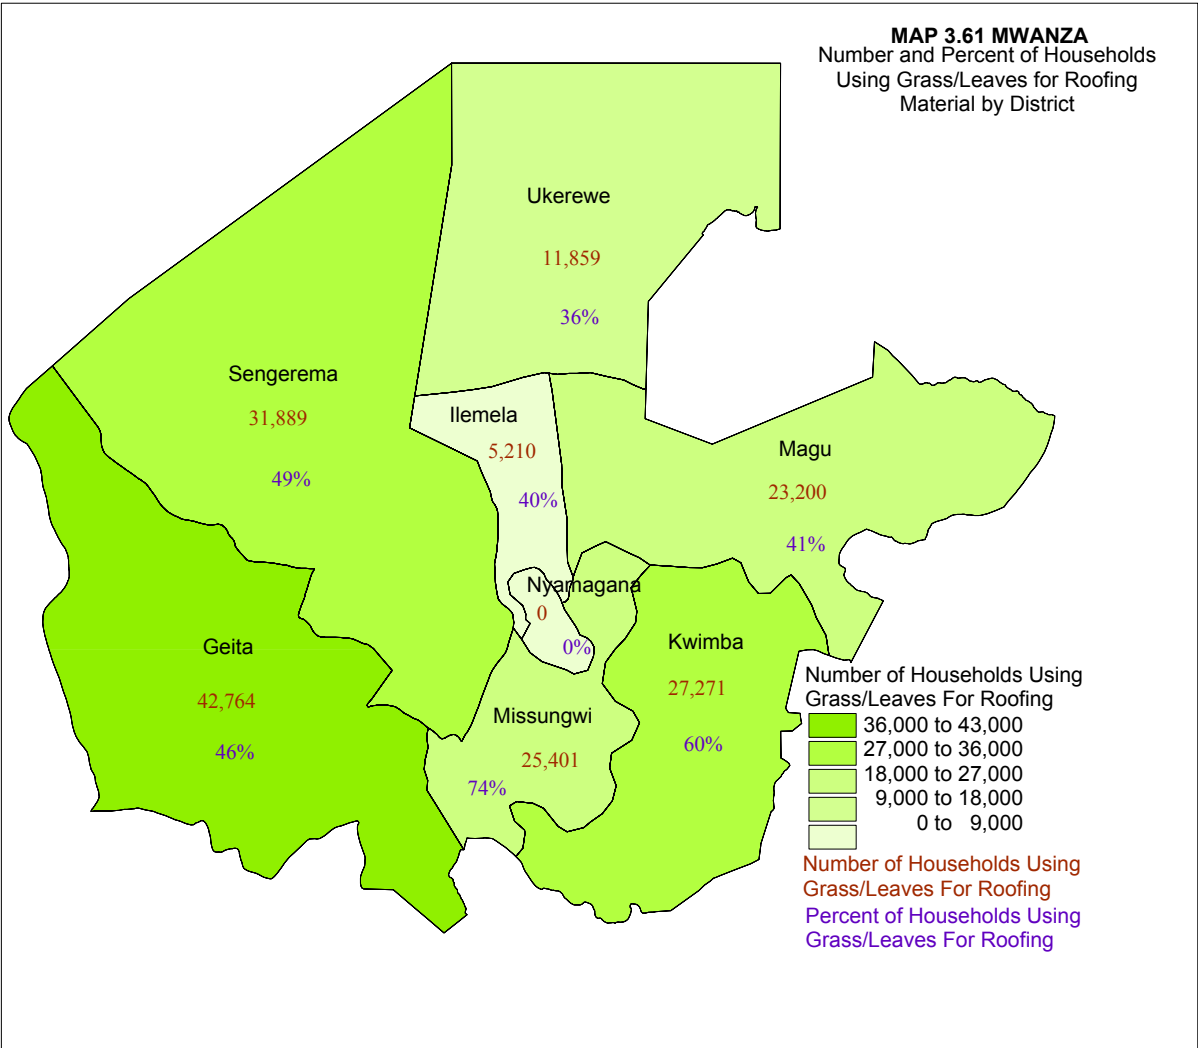 MAP 3.61 MWANZA
Number and Percent of Households
Using Grass/Leaves for Roofing
Material by District
Ukerewe
11,859
36%
Sengerema
31,889
49%
Ilemela
5,210
40%
Magu
23,200
41%
Nyamagana
0
0%
Geita
42,764
46%
Kwimba
27,271
60%
Missungwi
25,401
74%
Number of Households Using
Grass/Leaves For Roofing
36,000 to 43,000
27,000 to 36,000
18,000 to 27,000
9,000 to 18,000
0 to 9,000
Number of Households Using
Grass/Leaves For Roofing
Percent of Households Using
Grass/Leaves For Roofing